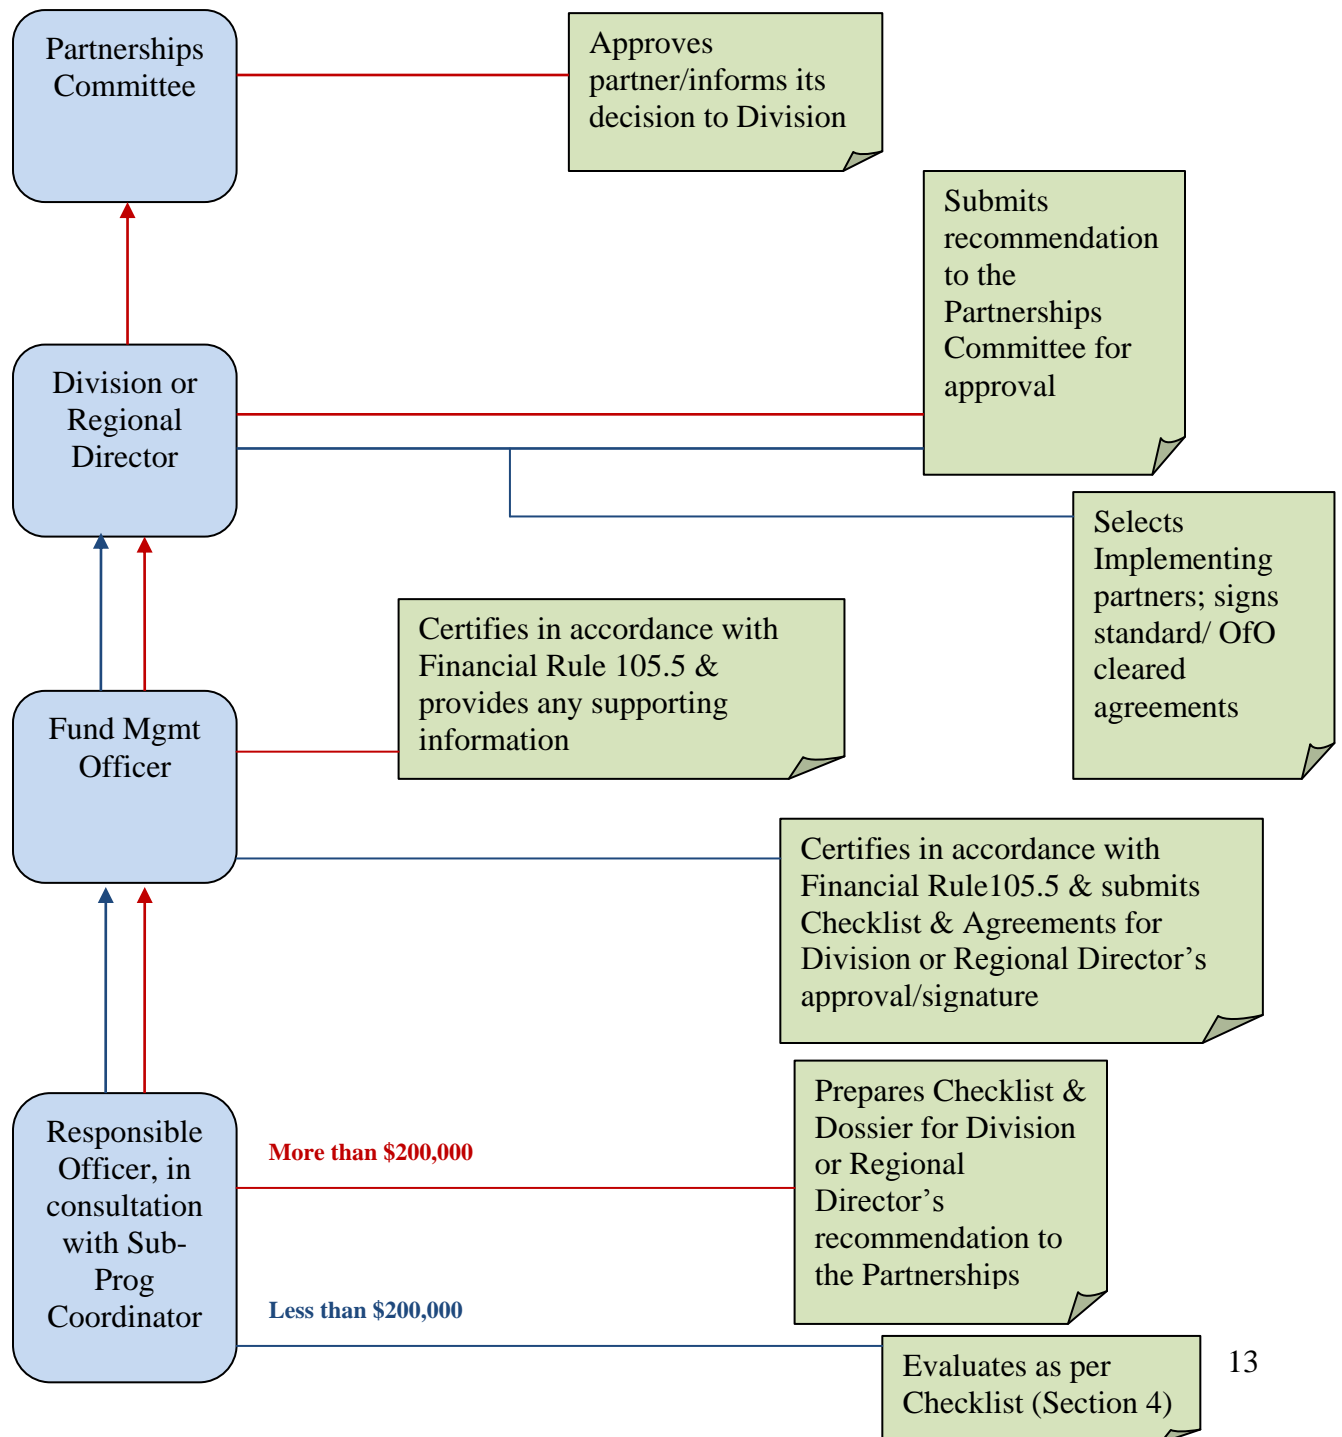 Partnerships
Committee
Approves
partner/informs its
decision to Division
Submits
recommendation
to the
Partnerships
Committee for
approval
Division or
Regional
Director
Selects
Implementing
partners; signs
standard/ OfO
cleared
agreements
Certifies in accordance with
Financial Rule 105.5 &
provides any supporting
information
Fund Mgmt
Officer
Certifies in accordance with
Financial Rule105.5 & submits
Checklist & Agreements for
Division or Regional Director’s
approval/signature
Prepares Checklist &
Dossier for Division
or Regional
Director’s
recommendation to
the Partnerships
Responsible
Officer, in
consultation
with Sub-
Prog
Coordinator
More than $200,000
Less than $200,000
Evaluates as per
Checklist (Section 4)
13